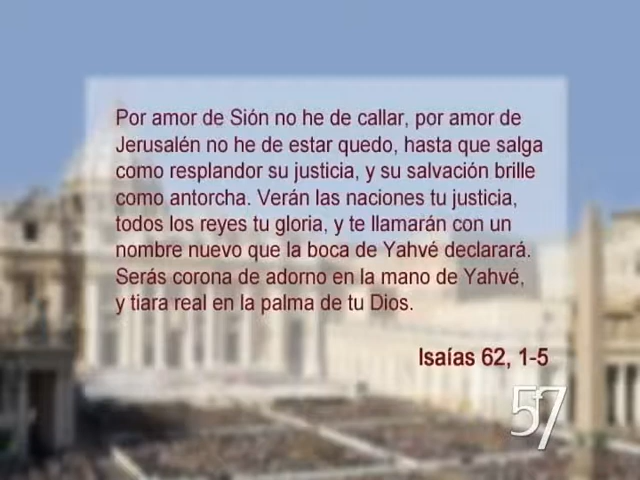 Por amor de Sión no he de callar, por amor de
Jerusalén no he de estar quedo, hasta que salga
como resplandor su justicia, y su salvación brille
como antorcha. Verán las naciones tu justicia,
todos los reyes tu gloria, y te llamarán con un
nombre nuevo que la boca de Yahvé declarará.
Serás corona de adorno en la mano de Yahvé,
y tiara real en la palma de tu Dios.
Isaías 62, 1-5
57